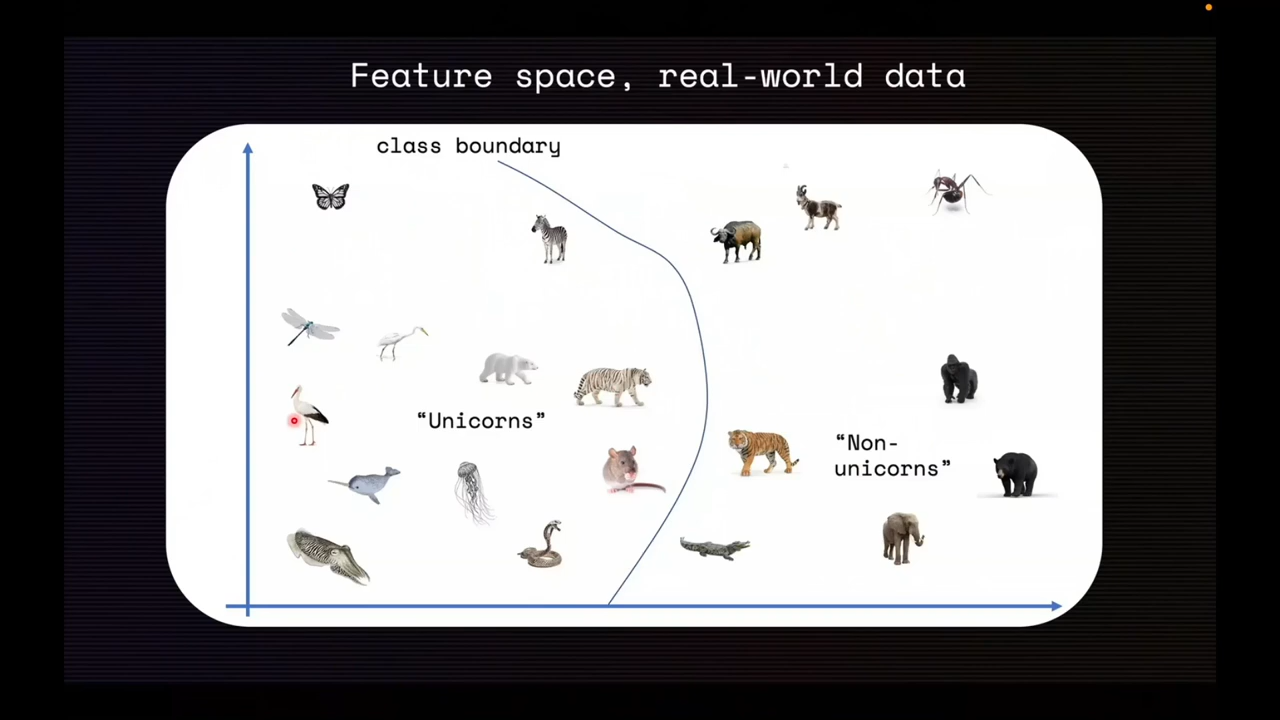 Feature space, real-world data
class boundary
“Unicorns”
“Non-
unicorns”